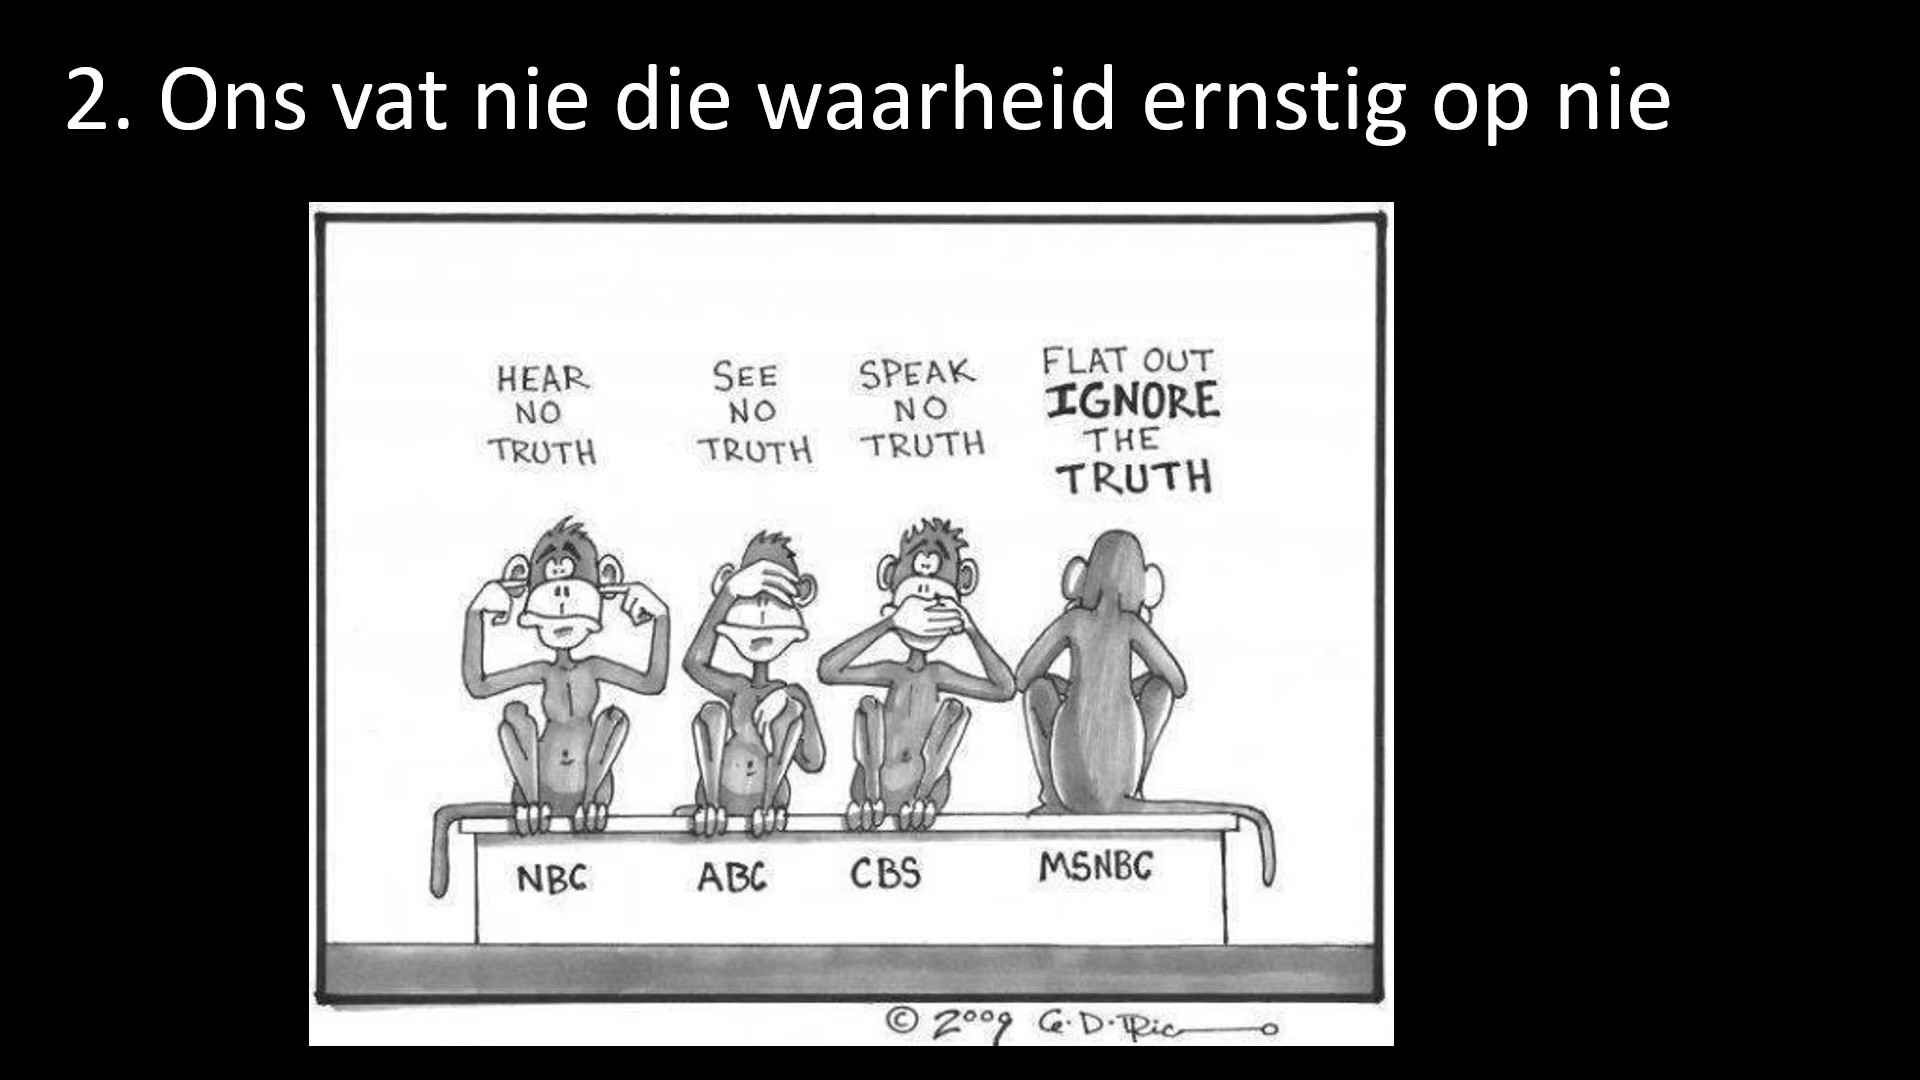 2. Ons vat nie die waarheid ernstig op nie
HEAR
NO
TRUTH
SEE
NO
TRUTH
SPEAK
NO
TRUTH
FLAT OUT
IGNORE
THE
TRUTH
NBC
ABC
CBS
MSNBC
© 2009